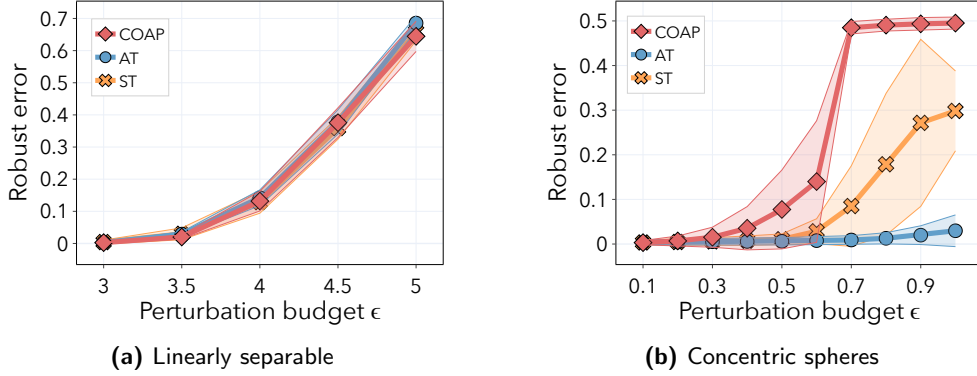 0.7
0.6
0.5
0.4
0.3
0.2
0.1
0
Robust error
COAP
AT
ST
3
3.5
4
4.5
5
Perturbation budget ϵ
(a) Linearly separable
0.5
0.4
0.3
0.2
0.1
0
Robust error
COAP
AT
ST
0.1
0.3
0.5
0.7
0.9
Perturbation budget ϵ
(b) Concentric spheres